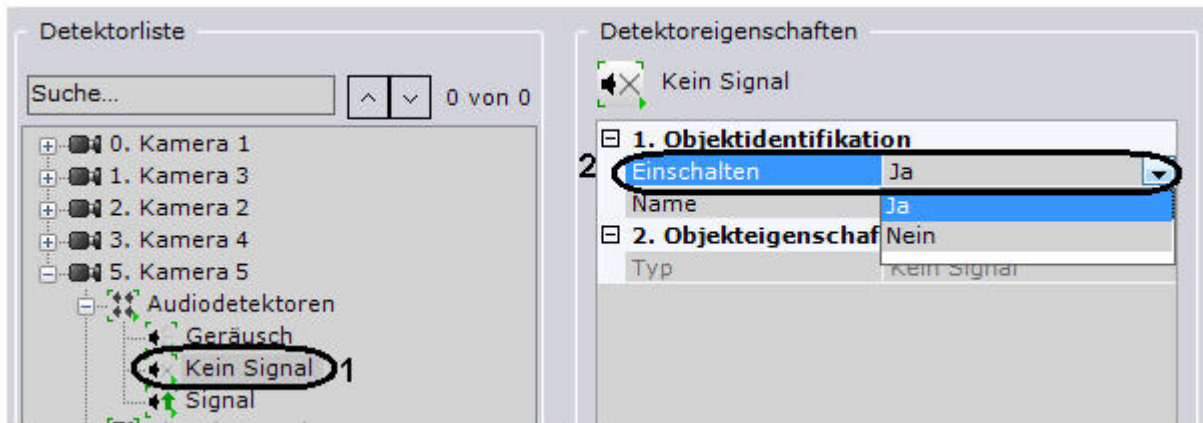 Detektorliste
Suche...
0 von 0
0. Kamera 1
1. Kamera 3
2. Kamera 2
3. Kamera 4
5. Kamera 5
Audiodetektoren
Geräusch
Kein Signal 1
Signal
Detektoreigenschaften
Kein Signal
1. Objektidentifikation
2 Einschalten Ja
Name Ja
2. Objekteigenschaf Nein
Typ Kein Signal